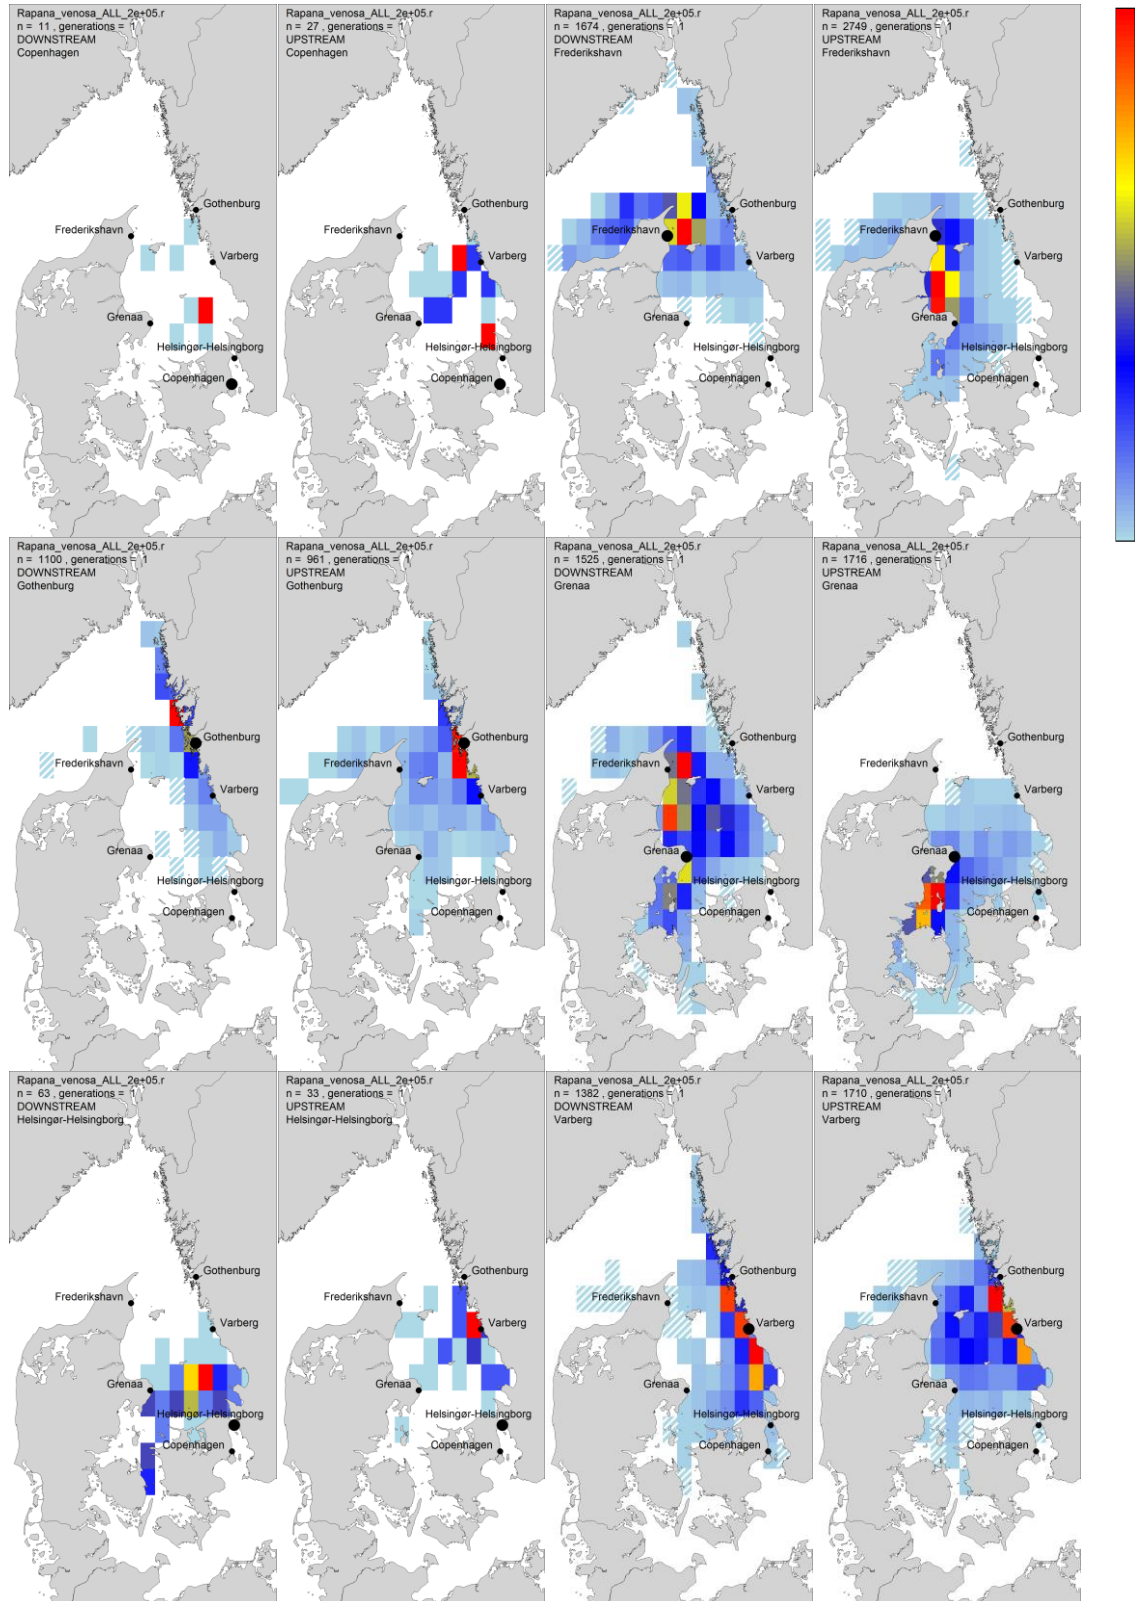 Rapana_venosa_ALL_2e+05.r
n = 11 , generations = 1
DOWNSTREAM
Copenhagen
Gothenburg
Frederikshavn
Varberg
Grenaa
Helsingør-Helsingborg
Copenhagen
Rapana_venosa_ALL_2e+05.r
n = 27 , generations = 1
UPSTREAM
Copenhagen
Gothenburg
Frederikshavn
Varberg
Grenaa
Helsingør-Helsingborg
Copenhagen
Rapana_venosa_ALL_2e+05.r
n = 1674 , generations = 1
DOWNSTREAM
Frederikshavn
Gothenburg
Frederikshavn
Varberg
Grenaa
Helsingør-Helsingborg
Copenhagen
Rapana_venosa_ALL_2e+05.r
n = 2749 , generations = 1
UPSTREAM
Frederikshavn
Gothenburg
Frederikshavn
Varberg
Grenaa
Helsingør-Helsingborg
Copenhagen
Rapana_venosa_ALL_2e+05.r
n = 1100 , generations = 1
DOWNSTREAM
Gothenburg
Gothenburg
Frederikshavn
Varberg
Grenaa
Helsingør-Helsingborg
Copenhagen
Rapana_venosa_ALL_2e+05.r
n = 961 , generations = 1
UPSTREAM
Gothenburg
Gothenburg
Frederikshavn
Varberg
Grenaa
Helsingør-Helsingborg
Copenhagen
Rapana_venosa_ALL_2e+05.r
n = 1525 , generations = 1
DOWNSTREAM
Grenaa
Gothenburg
Frederikshavn
Varberg
Grenaa
Helsingør-Helsingborg
Copenhagen
Rapana_venosa_ALL_2e+05.r
n = 1716 , generations = 1
UPSTREAM
Grenaa
Gothenburg
Frederikshavn
Varberg
Grenaa
Helsingør-Helsingborg
Copenhagen
Rapana_venosa_ALL_2e+05.r
n = 63 , generations = 1
DOWNSTREAM
Helsingør-Helsingborg
Gothenburg
Frederikshavn
Varberg
Grenaa
Helsingør-Helsingborg
Copenhagen
Rapana_venosa_ALL_2e+05.r
n = 33 , generations = 1
UPSTREAM
Helsingør-Helsingborg
Gothenburg
Frederikshavn
Varberg
Grenaa
Helsingør-Helsingborg
Copenhagen
Rapana_venosa_ALL_2e+05.r
n = 1382 , generations = 1
DOWNSTREAM
Varberg
Gothenburg
Frederikshavn
Varberg
Grenaa
Helsingør-Helsingborg
Copenhagen
Rapana_venosa_ALL_2e+05.r
n = 1710 , generations = 1
UPSTREAM
Varberg
Gothenburg
Frederikshavn
Varberg
Grenaa
Helsingør-Helsingborg
Copenhagen